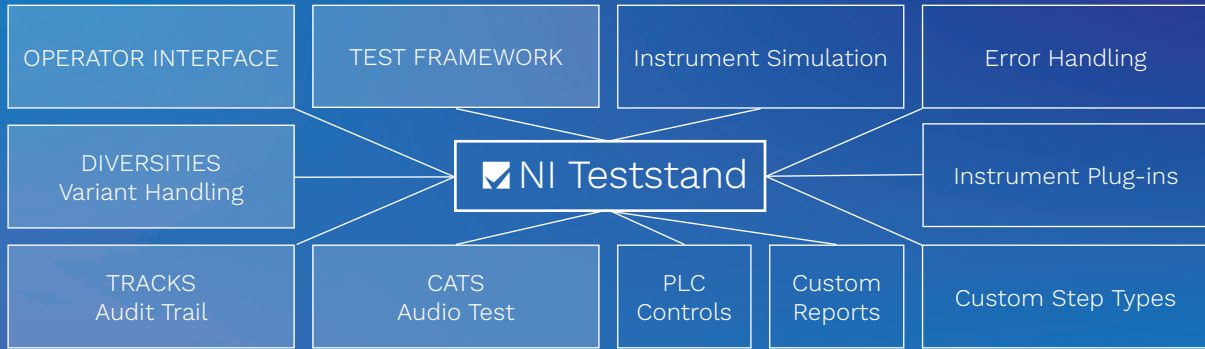 OPERATOR INTERFACE
TEST FRAMEWORK
Instrument Simulation
Error Handling
DIVERSITIES
Variant Handling
NI Teststand
Instrument Plug-ins
TRACKS
Audit Trail
CATS
Audio Test
PLC
Controls
Custom
Reports
Custom Step Types